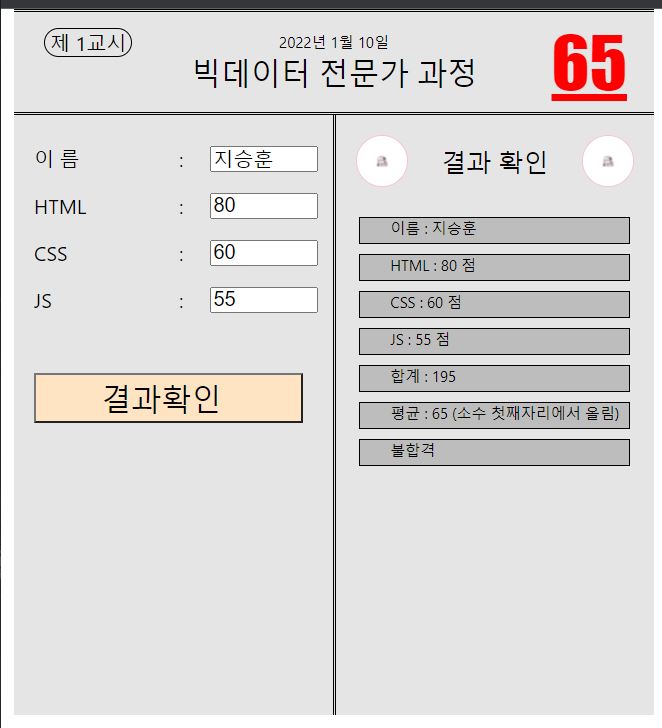 제 1교시
2022년 1월 10일
빅데이터 전문가 과정
65
이 름 : 지승훈
HTML : 80
CSS : 60
JS : 55
결과확인
결과 확인
이름 : 지승훈
HTML : 80 점
CSS : 60 점
JS : 55 점
합계 : 195
평균 : 65 (소수 첫째자리에서 올림)
불합격